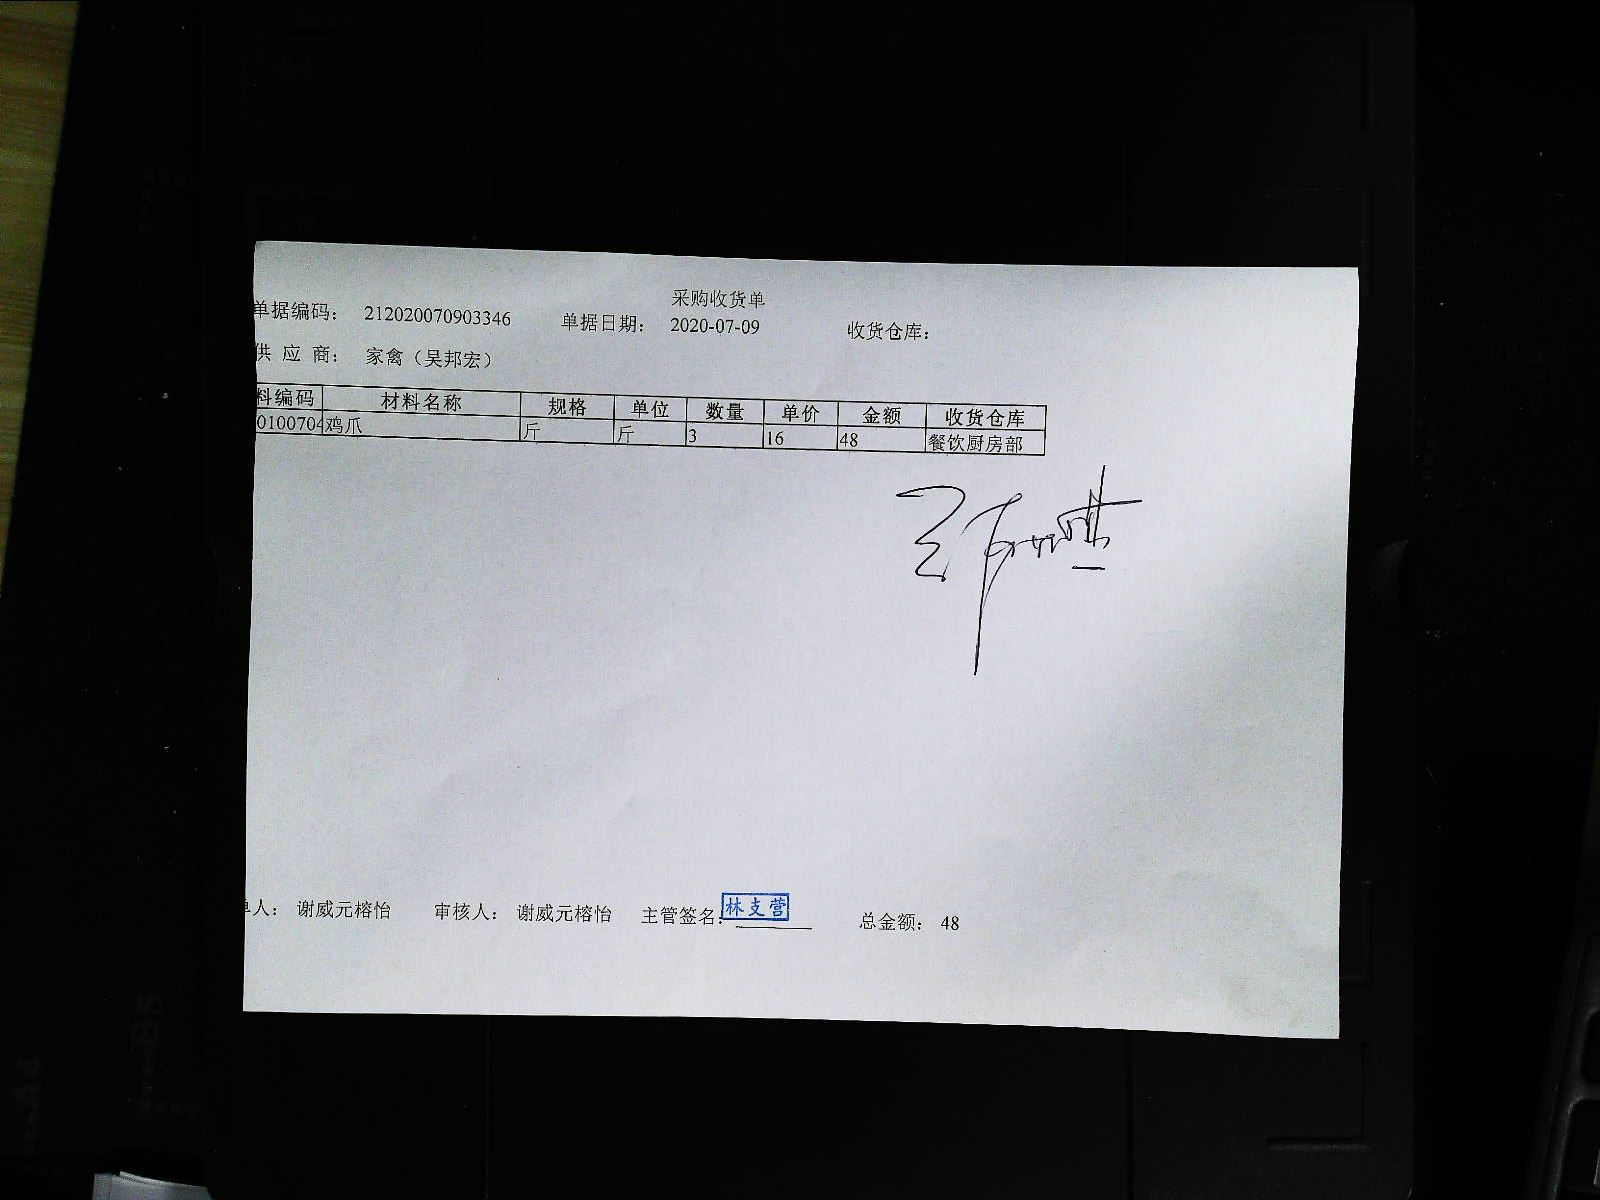 采购收货单
单据编码： 212020070903346 单据日期： 2020-07-09 收货仓库：
供 应 商： 家禽（吴邦宏）
料编码 材料名称 规格 单位 数量 单价 金额 收货仓库
0100704 鸡爪 斤 斤 3 16 48 餐饮厨房部
单人： 谢威元榕怡 审核人： 谢威元榕怡 主管签名： 林支营 总金额： 48